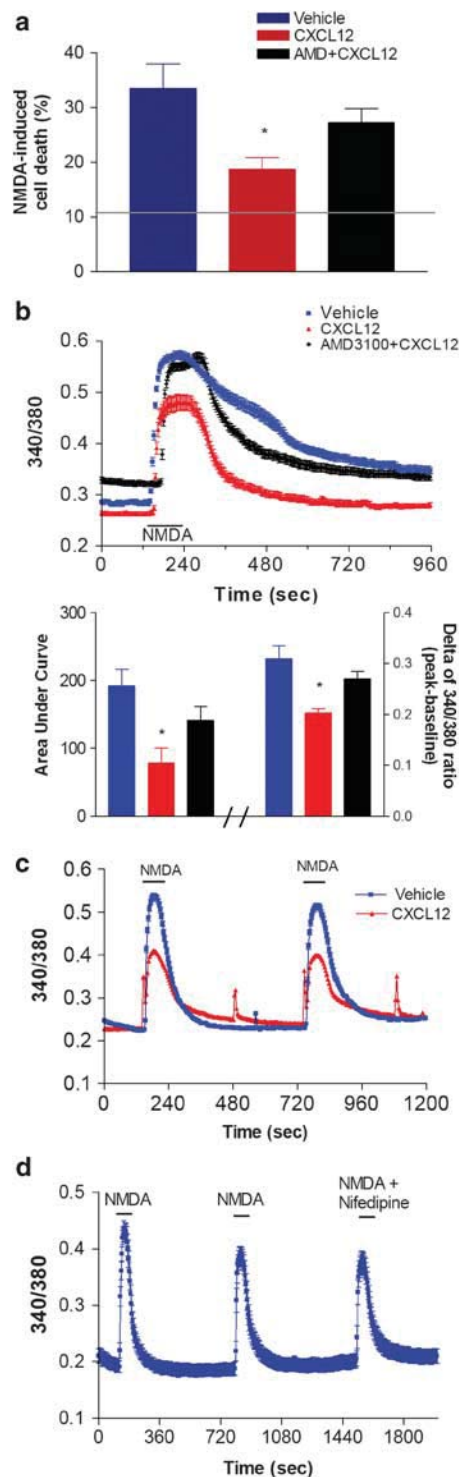 a
Vehicle
CXCL12
AMD+CXCL12
NMDA-induced
cell death (%)
40
30
20
10
0
*
b
Vehicle
CXCL12
AMD3100+CXCL12
340/380
0.6
0.5
0.4
0.3
0.2
NMDA
0 240 480 720 960
Time (sec)
Area Under Curve
300
200
100
0
* *
0.4
0.3
0.2
0.1
0.0
Delta of 340/380 ratio
(peak-baseline)
c
NMDA NMDA
Vehicle
CXCL12
340/380
0.6
0.5
0.4
0.3
0.2
0.1
0 240 480 720 960 1200
Time (sec)
d
NMDA NMDA NMDA +
Nifedipine
340/380
0.5
0.4
0.3
0.2
0.1
0 360 720 1080 1440 1800
Time (sec)